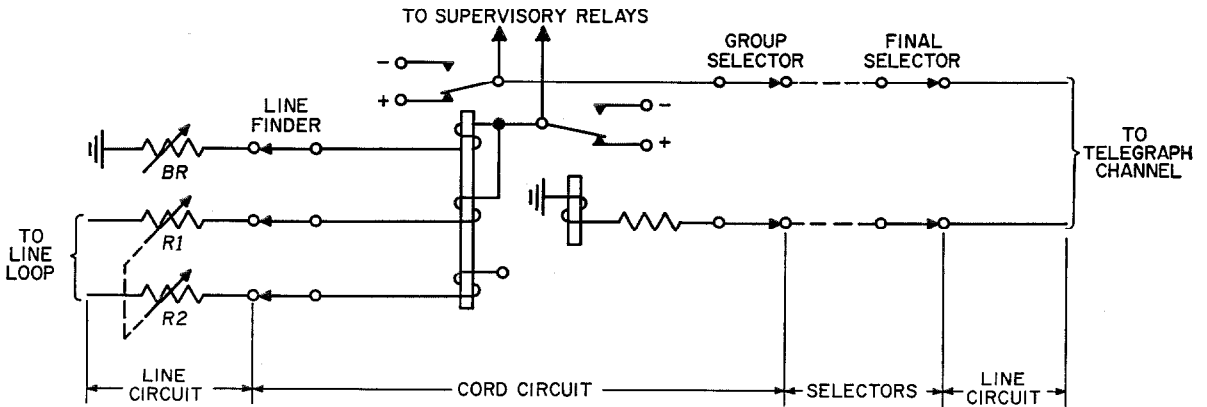 TO SUPERVISORY RELAYS
GROUP
SELECTOR
FINAL
SELECTOR
-
+
LINE
FINDER
-
+
BR
TO
TELEGRAPH
CHANNEL
R1
TO
LINE
LOOP
R2
LINE
CIRCUIT
CORD CIRCUIT
SELECTORS
LINE
CIRCUIT